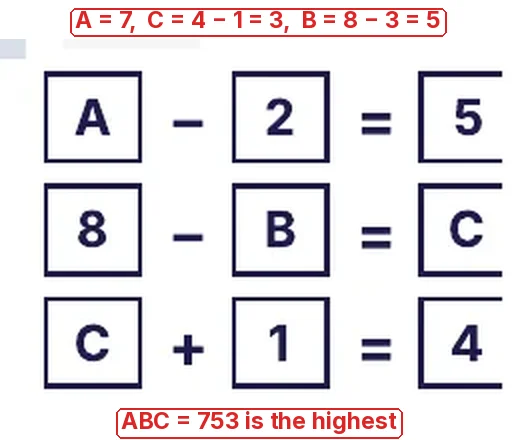 A = 7, C = 4 – 1 = 3, B = 8 – 3 = 5
A – 2 = 5
8 – B = C
C + 1 = 4
ABC = 753 is the highest